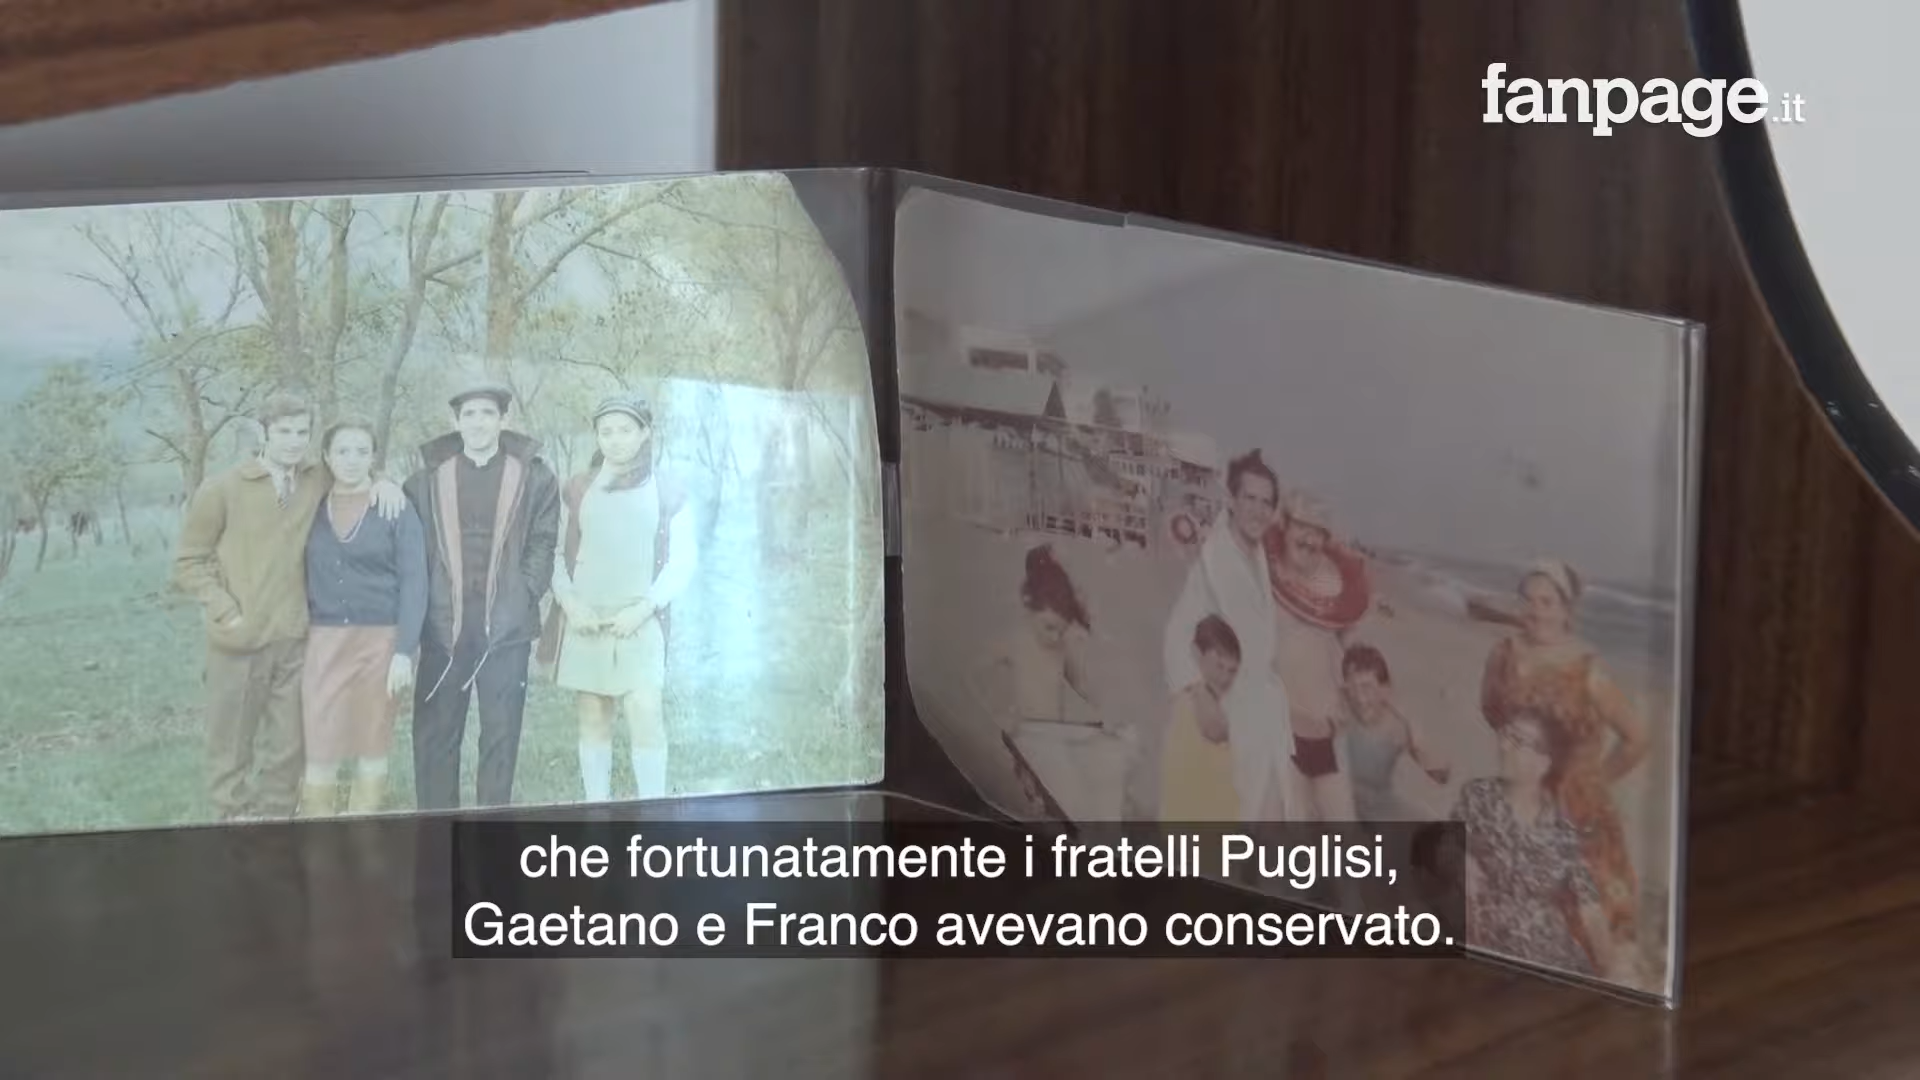 fanpage.it
che fortunatamente i fratelli Puglisi,
Gaetano e Franco avevano conservato.